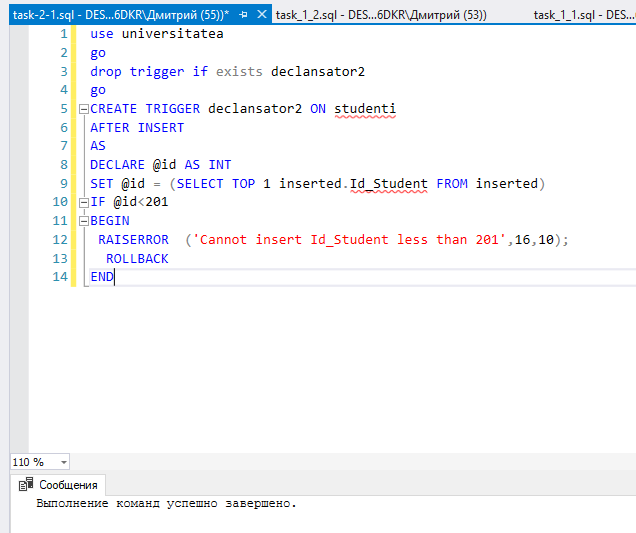 task-2-1.sql - DES...6DKR\Дмитрий (55))*
task_1_2.sql - DES...6DKR\Дмитрий (53))
task_1_1.sql - DES...6
1 use universitatea
2 go
3 drop trigger if exists declansator2
4 go
5 CREATE TRIGGER declansator2 ON studenti
6 AFTER INSERT
7 AS
8 DECLARE @id AS INT
9 SET @id = (SELECT TOP 1 inserted.Id_Student FROM inserted)
10 IF @id<201
11 BEGIN
12 RAISERROR ('Cannot insert Id_Student less than 201',16,10);
13 ROLLBACK
14 END
110 %
Сообщения
Выполнение команд успешно завершено.